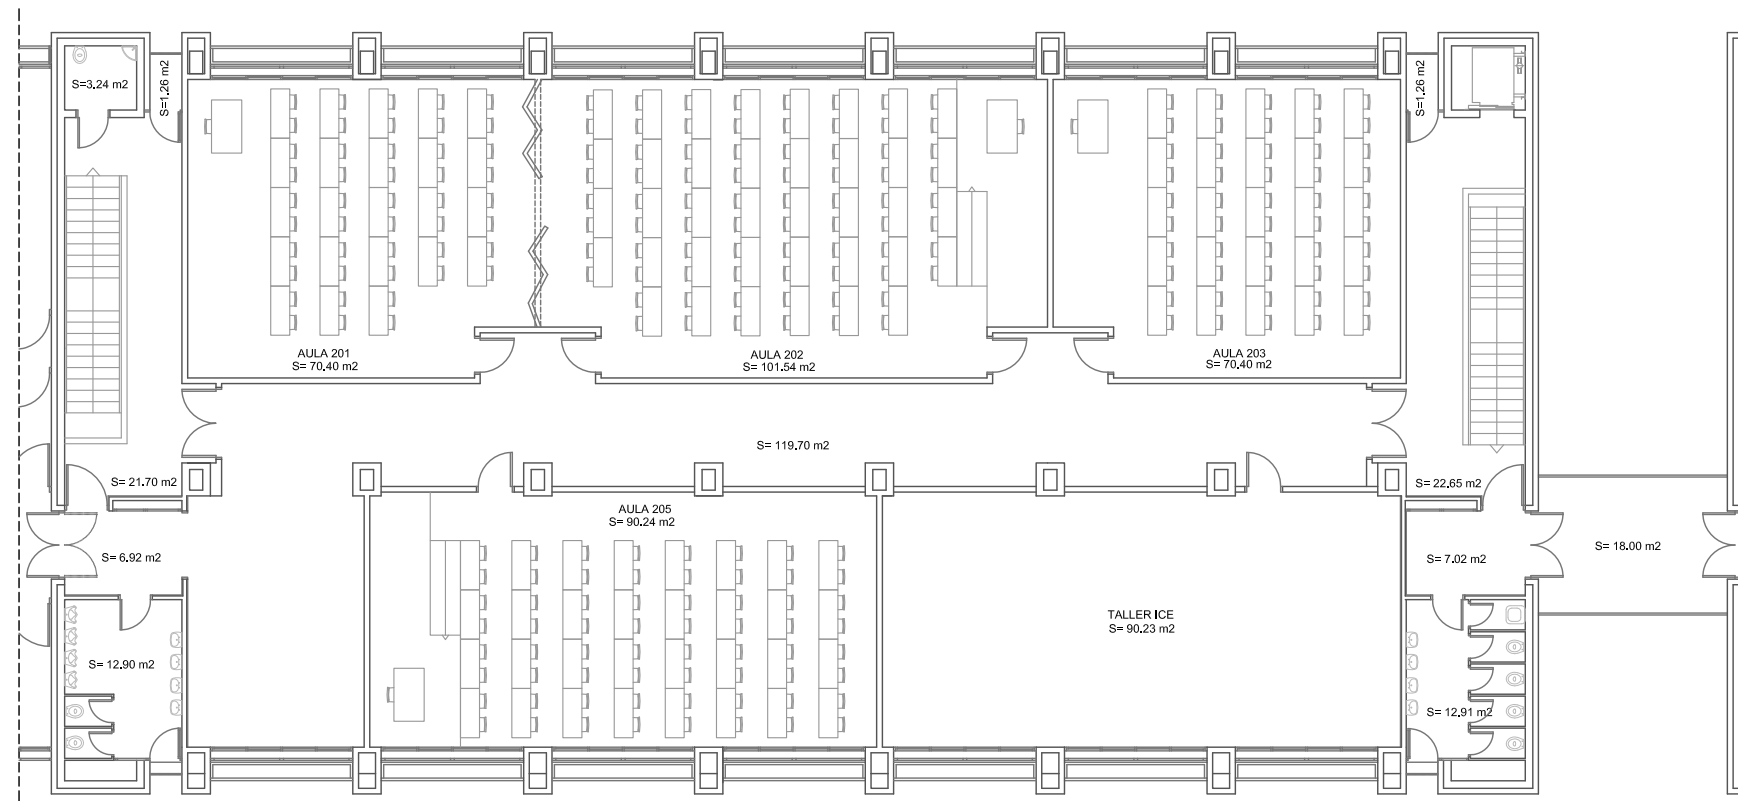 S=3.24 m2
S=1.26 m2
S=1.26 m2
AULA 201
S= 70.40 m2
AULA 202
S= 101.54 m2
AULA 203
S= 70.40 m2
S= 119.70 m2
S= 21.70 m2
S= 22.65 m2
AULA 205
S= 90.24 m2
S= 6.92 m2
S= 7.02 m2
S= 18.00 m2
TALLER ICE
S= 90.23 m2
S= 12.90 m2
S= 12.91 m2